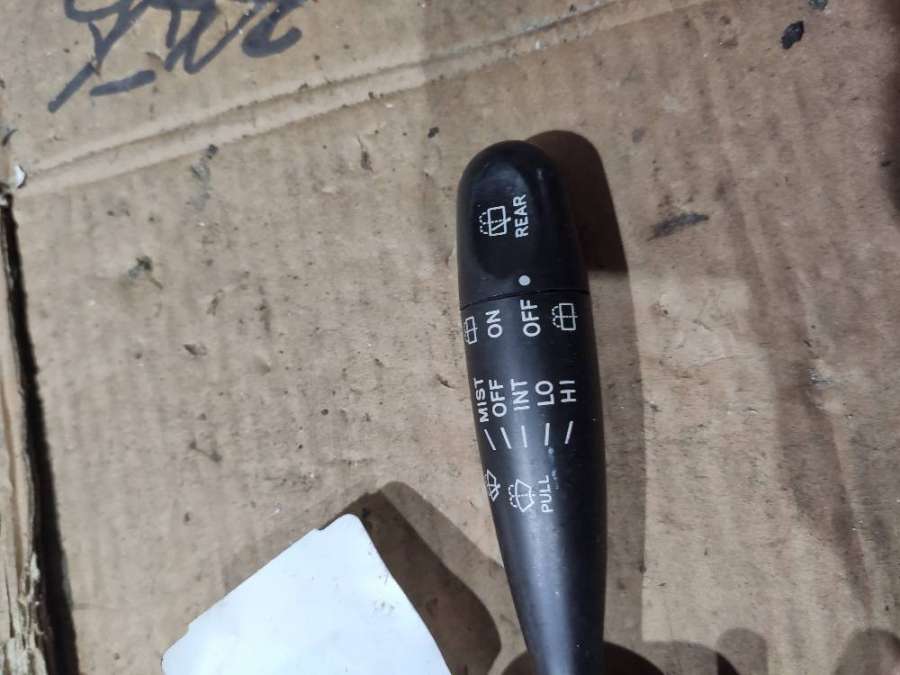 REAR
ON
OFF
MIST
OFF
INT
LO
HI
PULL